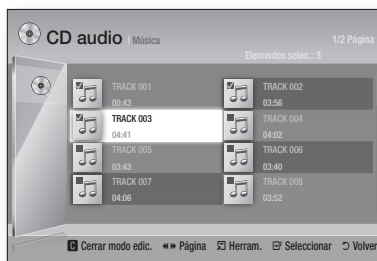 CD audio | Música
1/2 Página
Elementos selec.: 3
TRACK 001
00:43
TRACK 002
03:56
TRACK 003
04:41
TRACK 004
04:02
TRACK 005
03:43
TRACK 006
03:40
TRACK 007
04:06
TRACK 008
03:52
C Cerrar modo edic. Página Herram. Seleccionar Volver